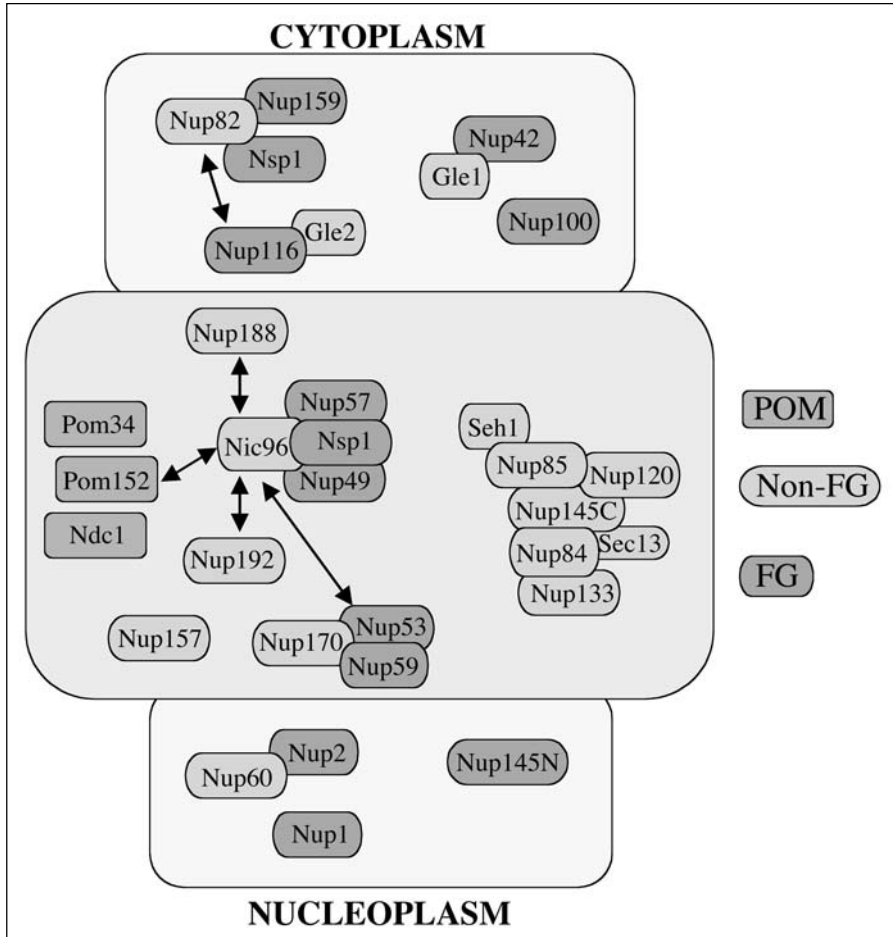 CYTOPLASM
Nup159
Nup82
Nsp1
Nup42
Gle1
Nup100
Gle2
Nup116
Nup188
Nup57
Pom34
Nic96
Nsp1
Pom152
Nup49
Ndc1
Nup192
Seh1
Nup85
Nup120
Nup145C
Nup84
Sec13
Nup133
Nup157
Nup170
Nup53
Nup59
POM
Non-FG
FG
Nup2
Nup60
Nup145N
Nup1
NUCLEOPLASM